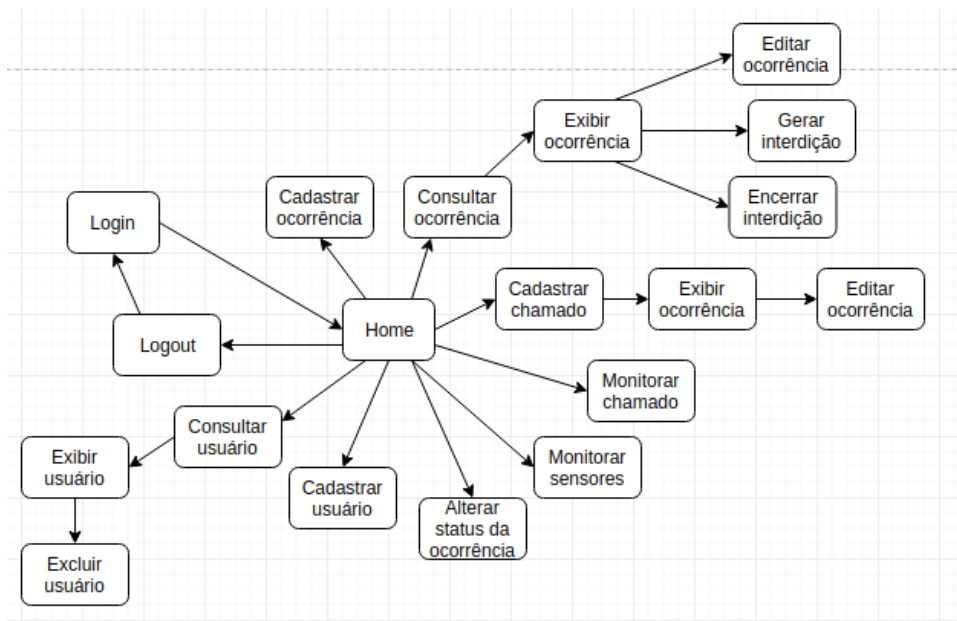 Editar
ocorrência
Exibir
ocorrência
Gerar
interdição
Encerrar
interdição
Cadastrar
ocorrência
Consultar
ocorrência
Login
Cadastrar
chamado
Exibir
ocorrência
Editar
ocorrência
Home
Logout
Monitorar
chamado
Consultar
usuário
Exibir
usuário
Cadastrar
usuário
Alterar
status da
ocorrência
Monitorar
sensores
Excluir
usuário